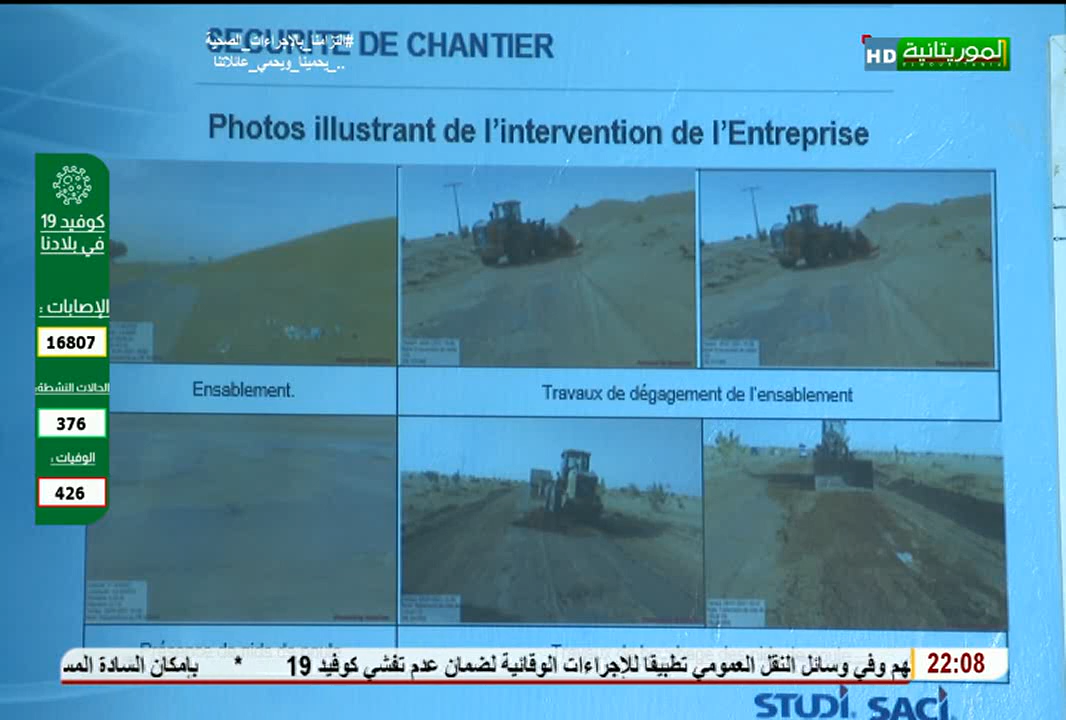 SECURITE DE CHANTIER
#التزامنا_بالإجراءات_الصحية
.._يحمينا_ويحمي_عائلاتنا
HD
الموريتانية
Photos illustrant de l'intervention de l'Entreprise
كوفيد 19
في بلادنا
الإصابات :
16807
الحالات النشطة:
376
الوفيات :
426
Ensablement.
Travaux de dégagement de l'ensablement
هم وفي وسائل النقل العمومي تطبيقا للإجراءات الوقائية لضمان عدم تفشي كوفيد 19 * بإمكان السادة المس
22:08
STUDI. SACI.